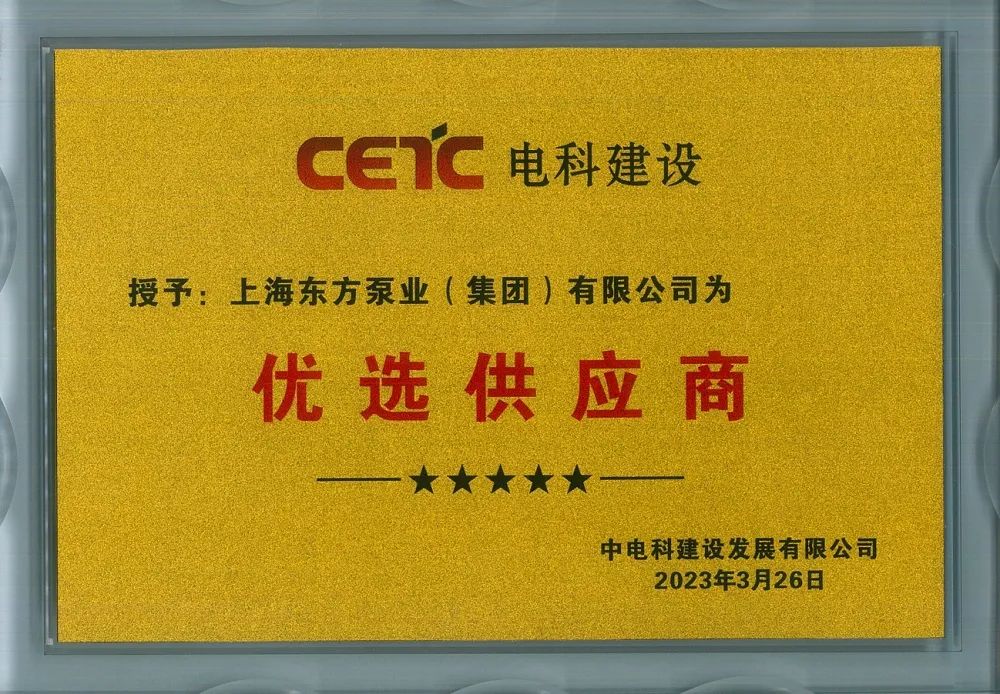 CETC 电科建设
授予：上海东方泵业（集团）有限公司为
优选供应商
★★★★★
中电科建设发展有限公司
2023年3月26日